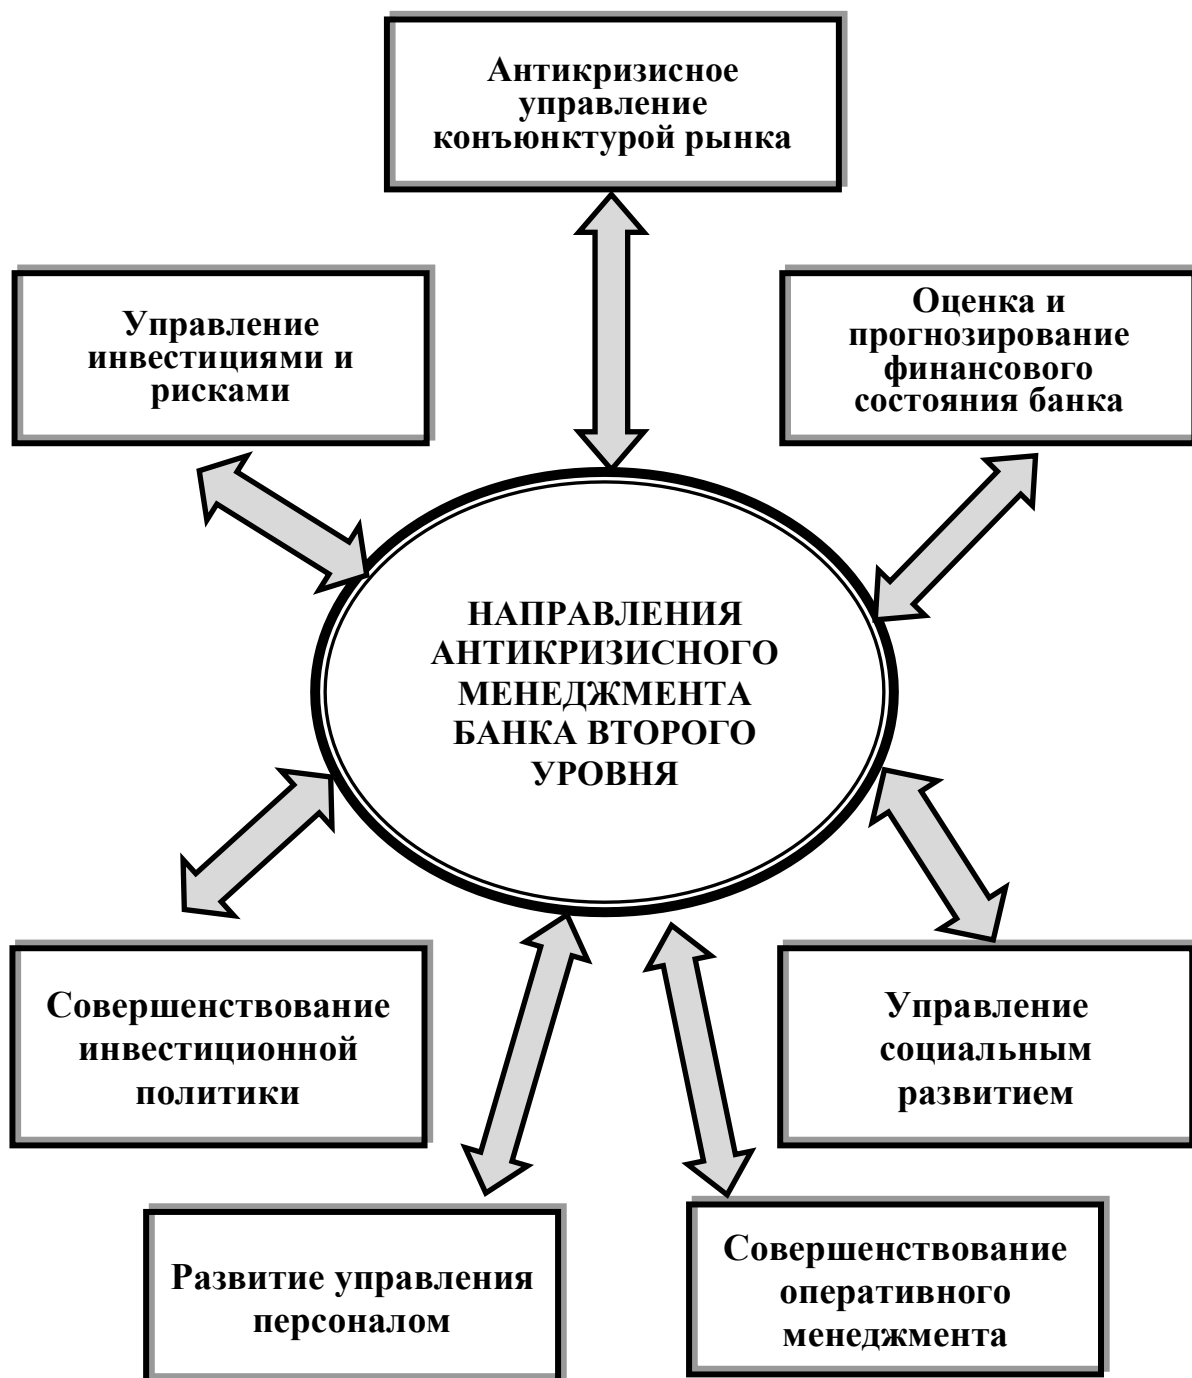 Антикризисное
управление
конъюнктурой рынка
Управление
инвестициями и
рисками
Оценка и
прогнозирование
финансового
состояния банка
НАПРАВЛЕНИЯ
АНТИКРИЗИСНОГО
МЕНЕДЖМЕНТА
БАНКА ВТОРОГО
УРОВНЯ
Совершенствование
инвестиционной
политики
Управление
социальным
развитием
Развитие управления
персоналом
Совершенствование
оперативного
менеджмента